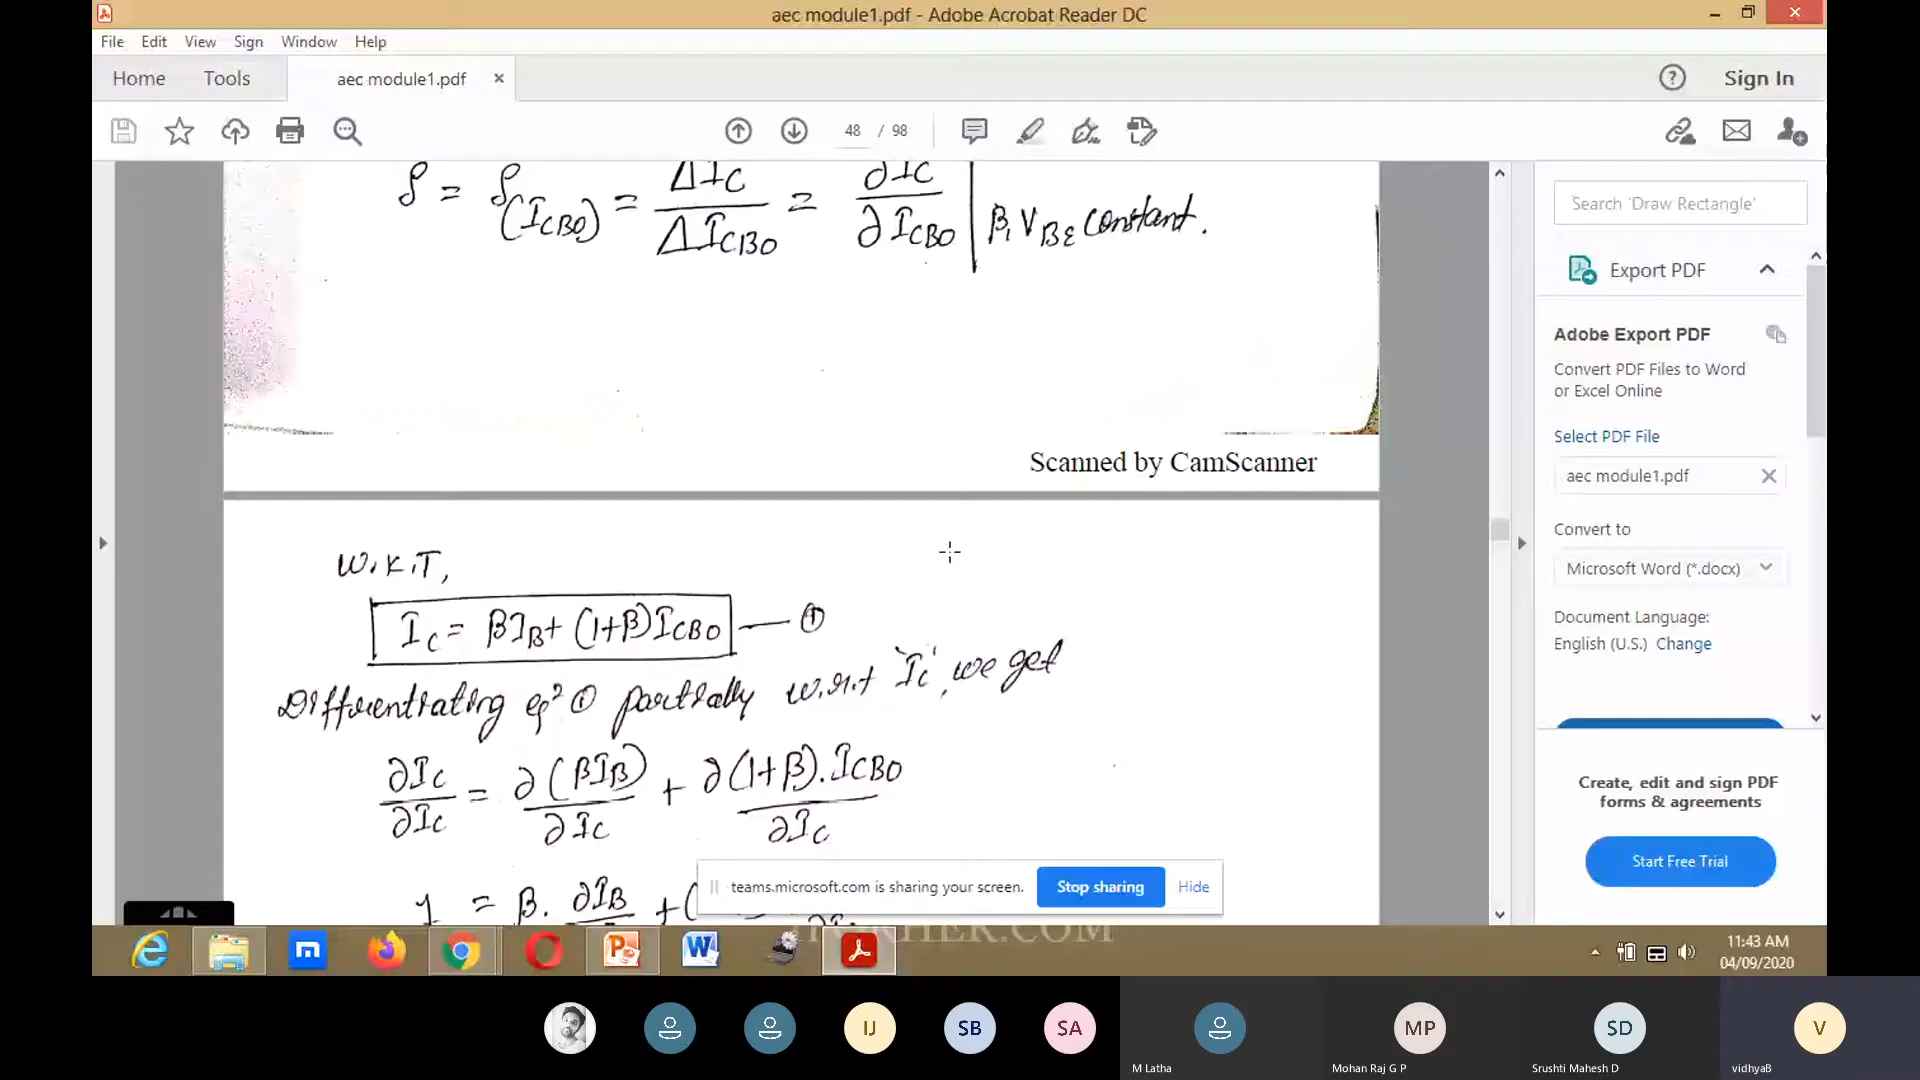 aec module1.pdf - Adobe Acrobat Reader DC
File Edit View Sign Window Help
Home Tools aec module1.pdf × Sign In
48 / 98
S = S(ICBO) = ΔIC / ΔICBO = ∂IC / ∂ICBO | β, VBE constant.
Scanned by CamScanner
W.K.T,
IC = βIB + (1+β)ICBO — ①
Differentiating eqn ① partially w.r.t 'IC', we get
∂IC / ∂IC = ∂(βIB) / ∂IC + ∂(1+β).ICBO / ∂IC
1 = β. ∂IB + (
Search 'Draw Rectangle'
Export PDF
Adobe Export PDF
Convert PDF Files to Word
or Excel Online
Select PDF File
aec module1.pdf
Convert to
Microsoft Word (*.docx)
Document Language:
English (U.S.) Change
Create, edit and sign PDF
forms & agreements
Start Free Trial
teams.microsoft.com is sharing your screen. Stop sharing Hide
11:43 AM
04/09/2020
IJ SB SA MP SD V
M Latha Mohan Raj G P Srushti Mahesh D vidhyaB